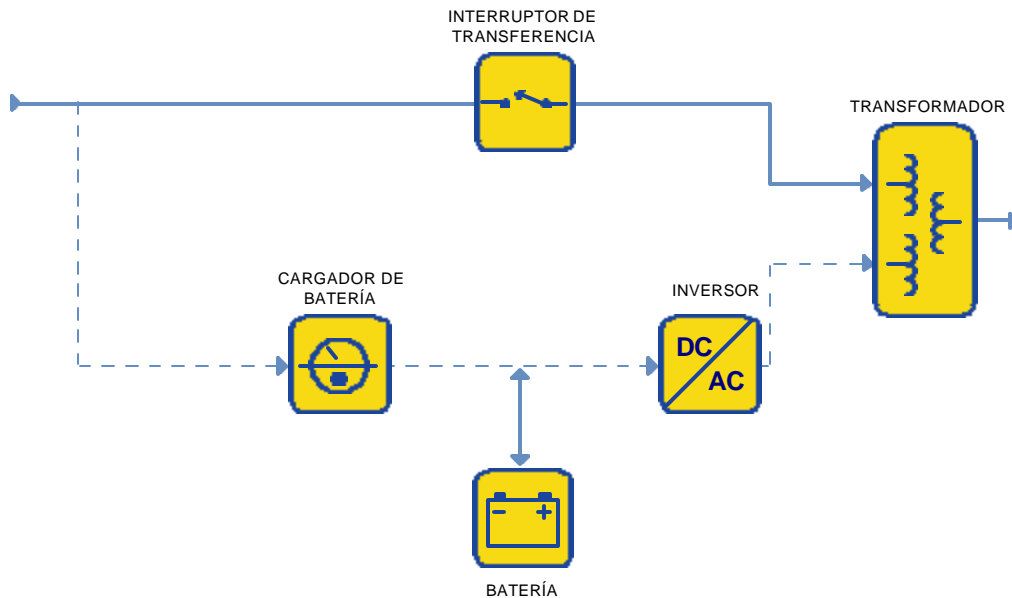 INTERRUPTOR DE
TRANSFERENCIA
TRANSFORMADOR
CARGADOR DE
BATERÍA
INVERSOR
DC
AC
BATERÍA